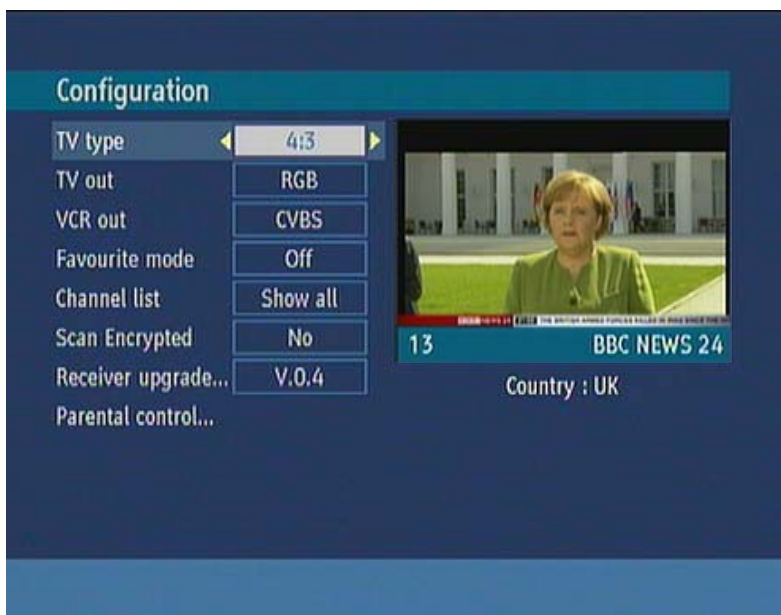 Configuration
TV type 4:3
TV out RGB
VCR out CVBS
Favourite mode Off
Channel list Show all
Scan Encrypted No
Receiver upgrade... V.0.4
Parental control...
13 BBC NEWS 24
Country : UK